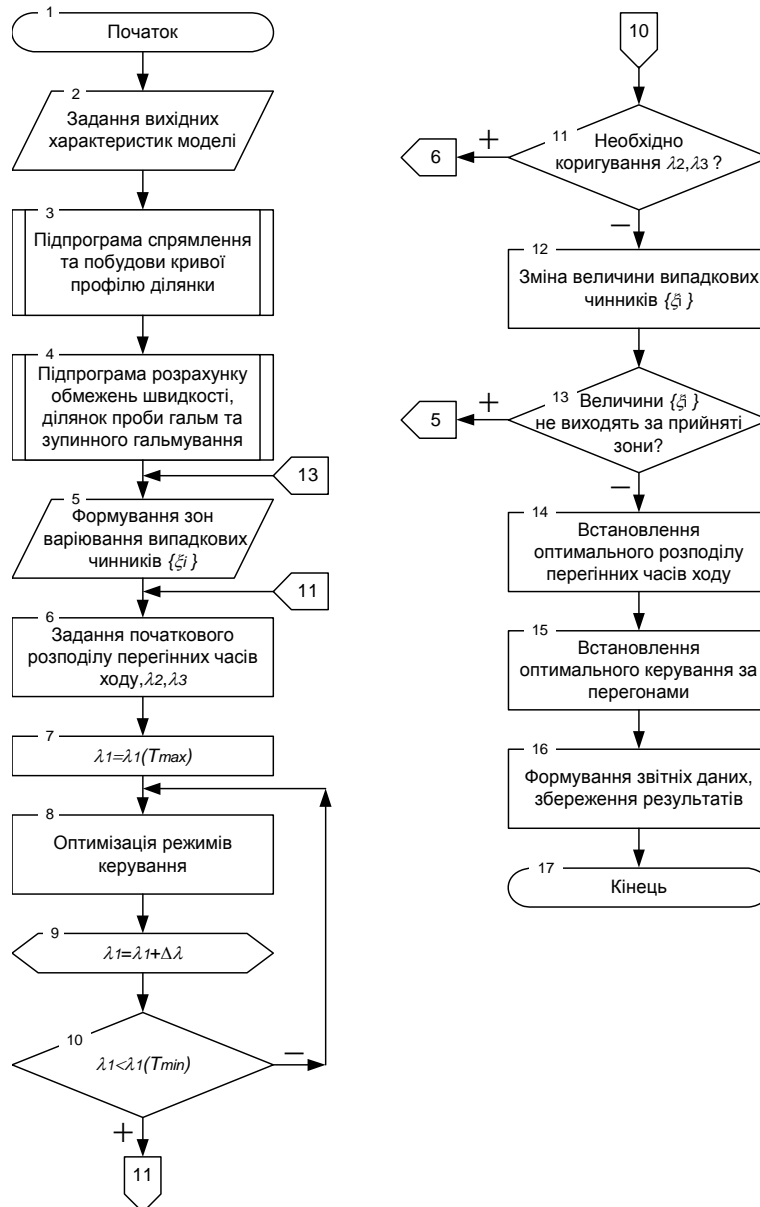 1
Початок
2
Задання вихідних
характеристик моделі
3
Підпрограма спрямлення
та побудови кривої
профілю ділянки
4
Підпрограма розрахунку
обмежень швидкості,
ділянок проби гальм та
зупинного гальмування
13
5
Формування зон
варіювання випадкових
чинників {ξi }
11
6
Задання початкового
розподілу перегінних часів
ходу,λ2,λ3
7
λ1=λ1(Tmax)
8
Оптимізація режимів
керування
9
λ1=λ1+Δλ
10
λ1<λ1(Tmin)
−
+
11
10
11
Необхідно
коригування λ2,λ3 ?
+
6
−
12
Зміна величини випадкових
чинників {ξi }
13
Величини {ξi }
не виходять за прийняті
зони?
+
5
−
14
Встановлення
оптимального розподілу
перегінних часів ходу
15
Встановлення
оптимального керування за
перегонами
16
Формування звітніх даних,
збереження результатів
17
Кінець